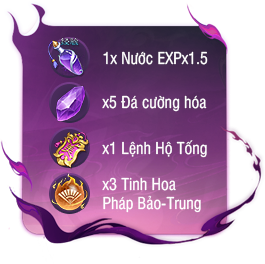 1x Nước EXPx1.5
x5 Đá cường hóa
x1 Lệnh Hộ Tống
x3 Tinh Hoa
Pháp Bảo-Trung